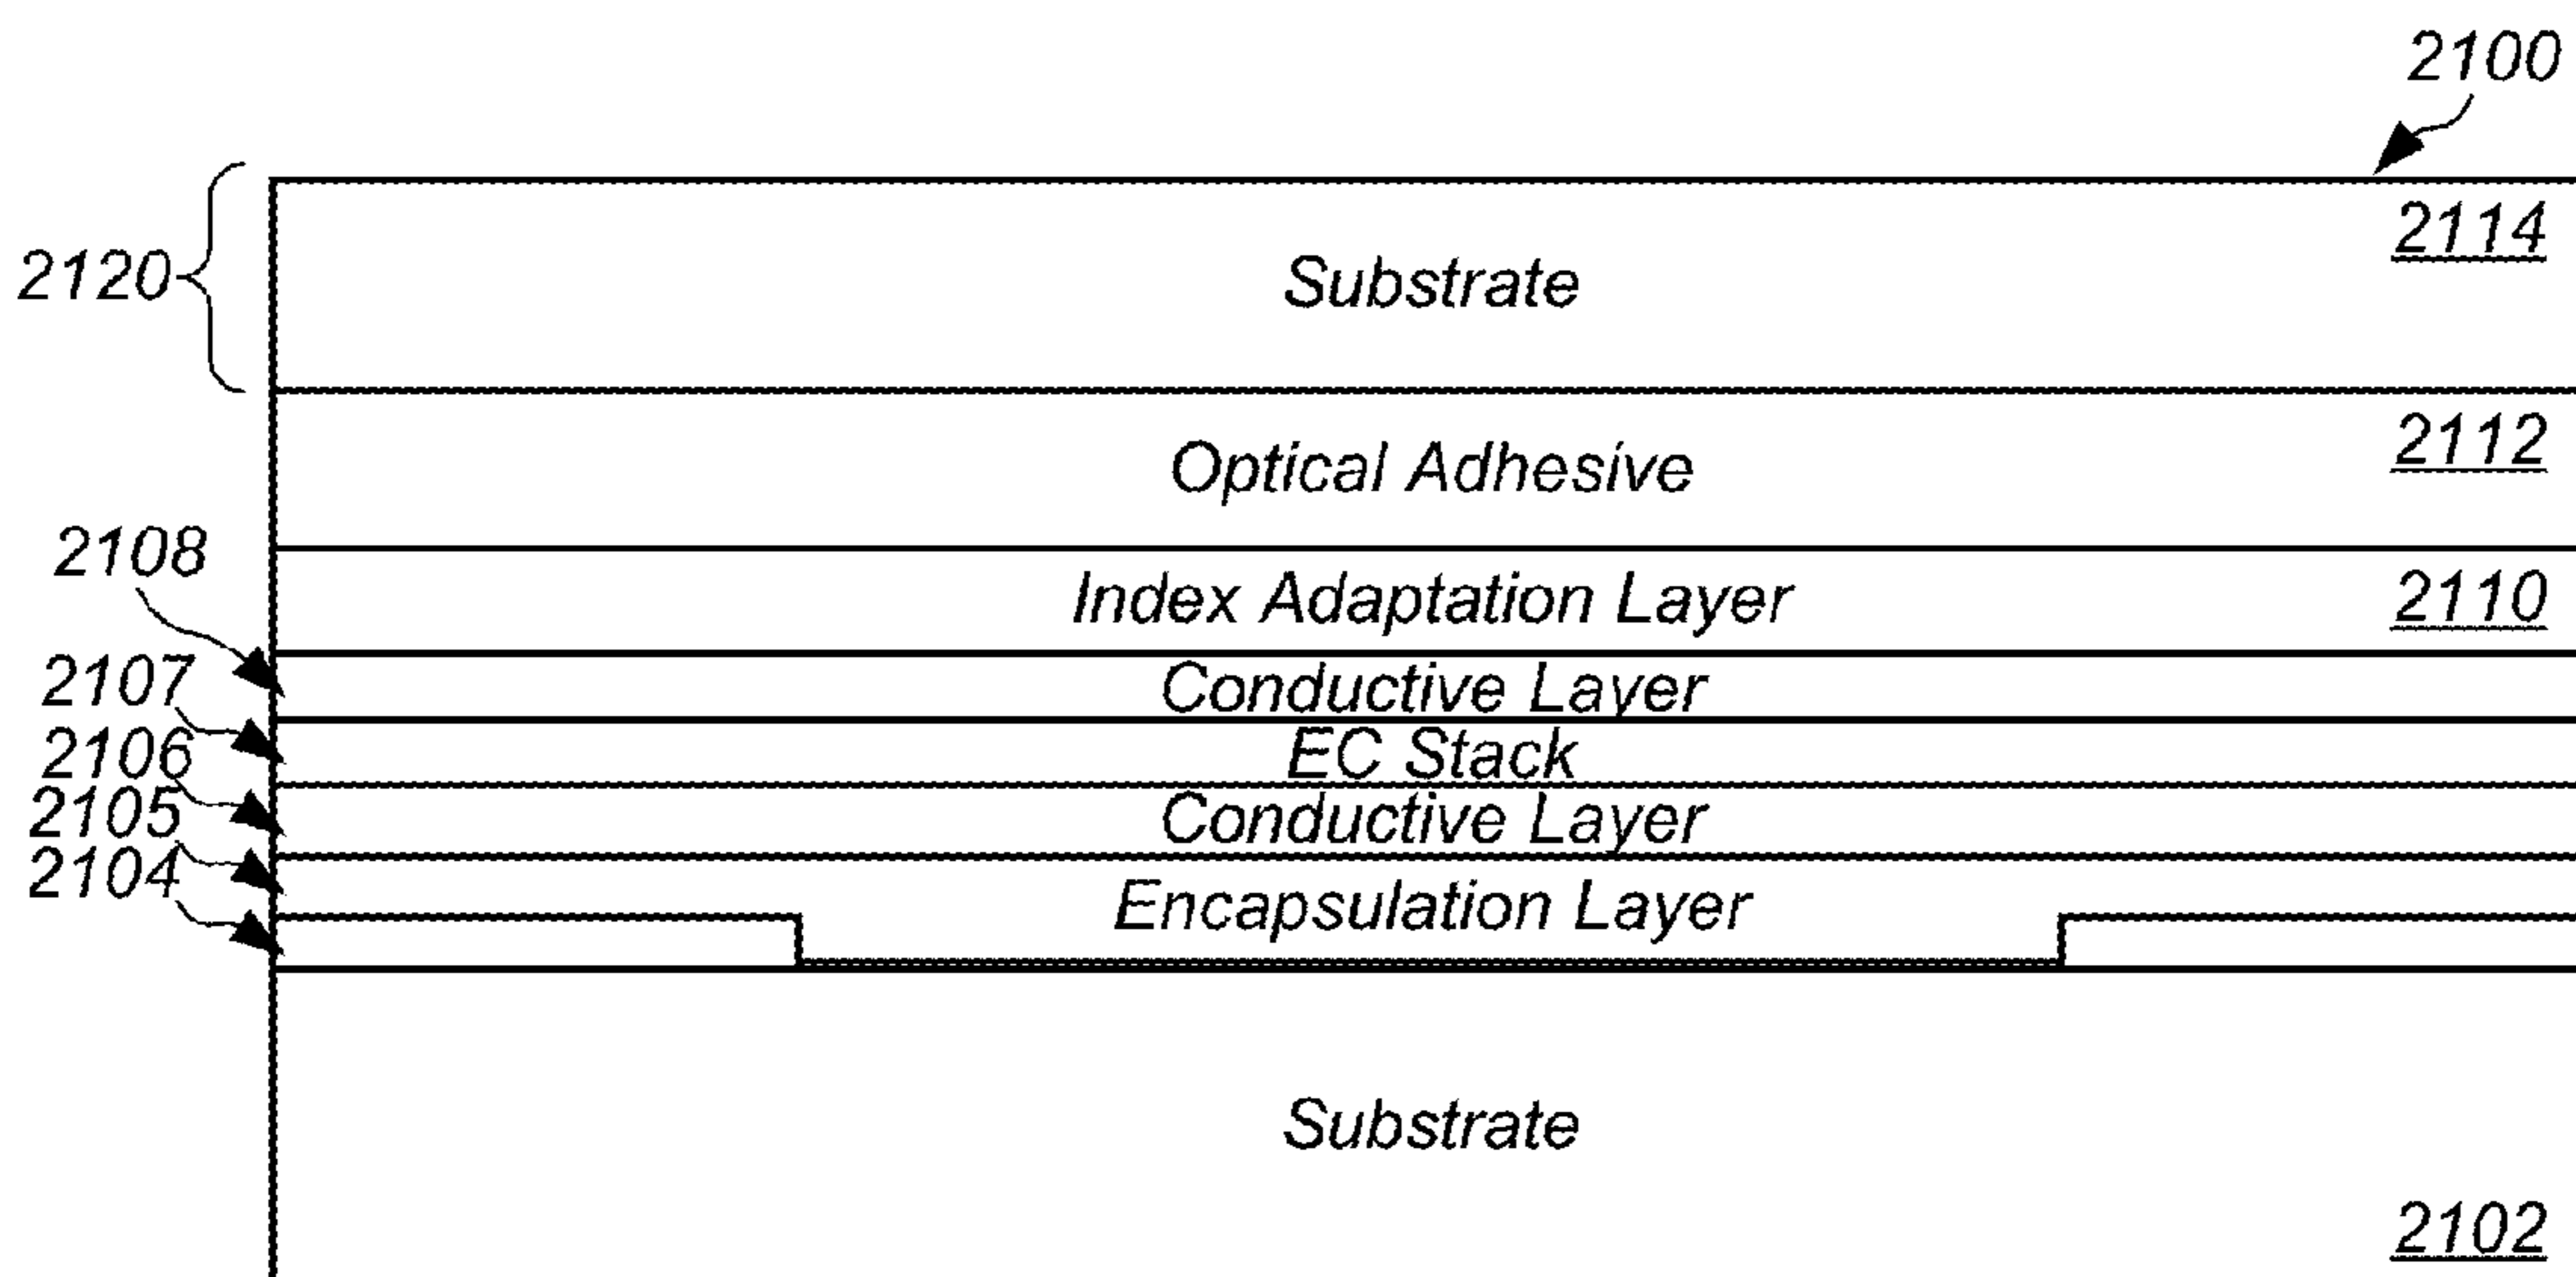 2100
2114
2120
Substrate
2112
Optical Adhesive
2108
Index Adaptation Layer
2110
2107
Conductive Layer
2106
EC Stack
2105
Conductive Layer
2104
Encapsulation Layer
Substrate
2102